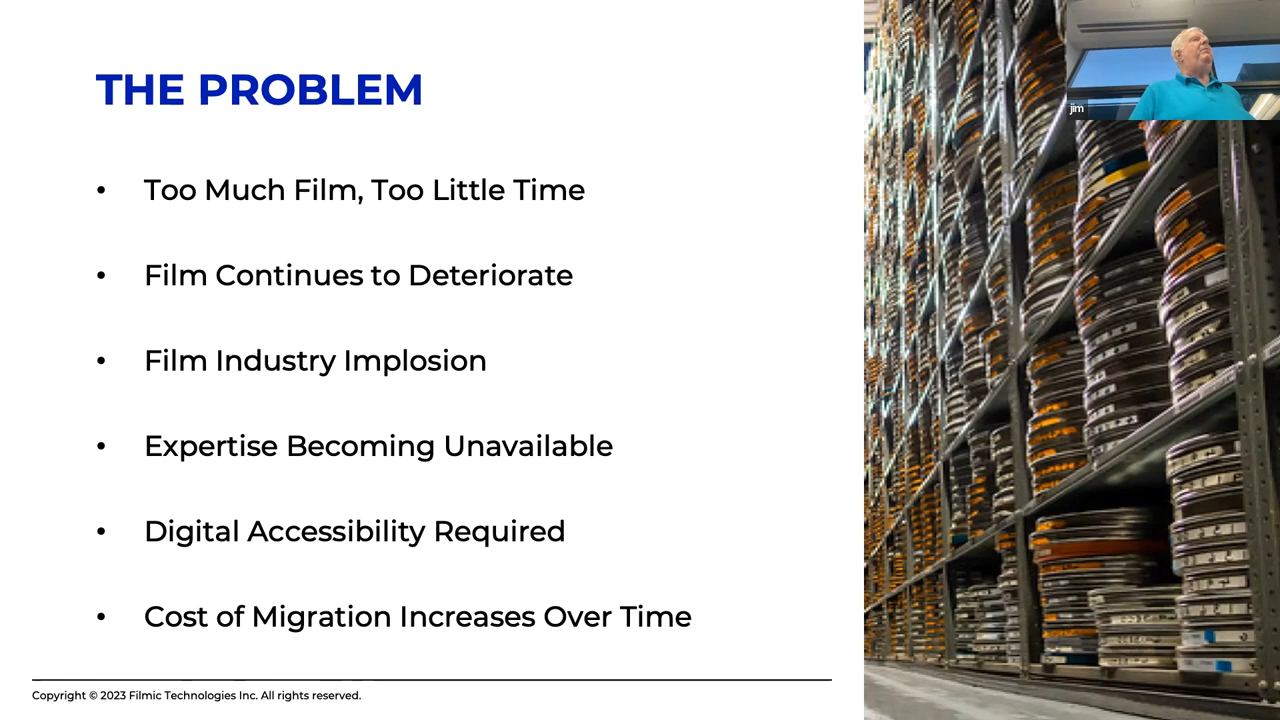 THE PROBLEM
• Too Much Film, Too Little Time
• Film Continues to Deteriorate
• Film Industry Implosion
• Expertise Becoming Unavailable
• Digital Accessibility Required
• Cost of Migration Increases Over Time
Copyright © 2023 Filmic Technologies Inc. All rights reserved.
jim